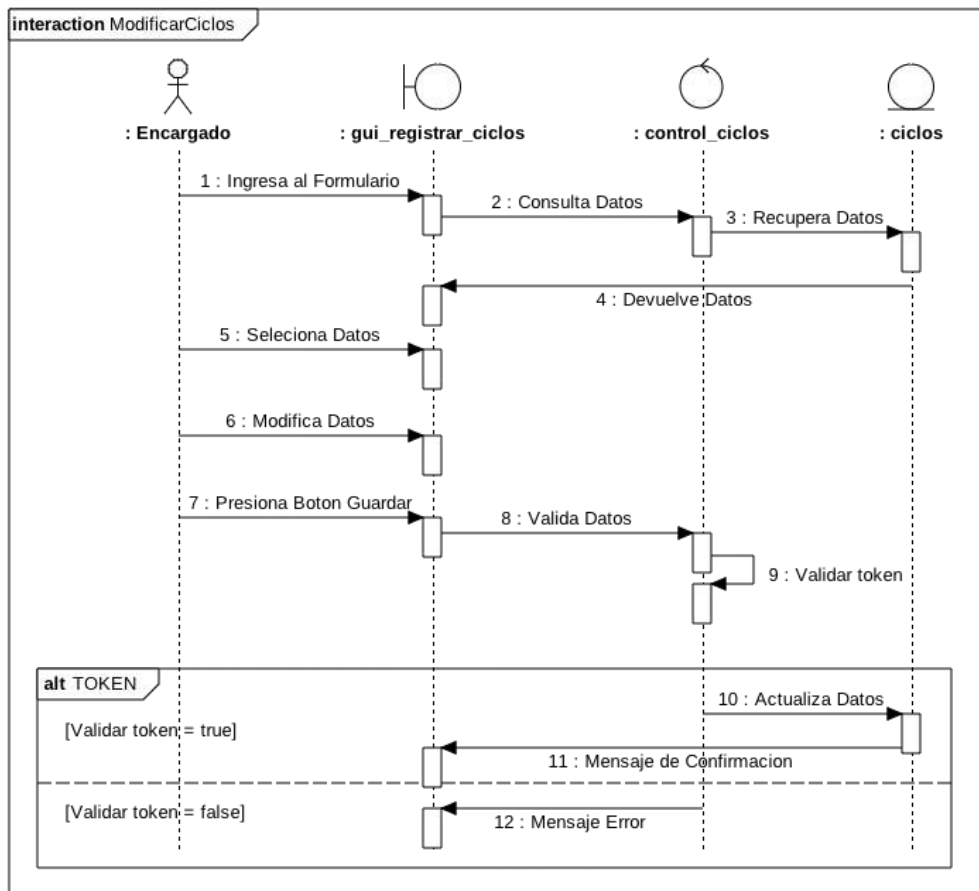 interaction ModificarCiclos
: Encargado
: gui_registrar_ciclos
: control_ciclos
: ciclos
1 : Ingresa al Formulario
2 : Consulta Datos
3 : Recupera Datos
4 : Devuelve Datos
5 : Seleciona Datos
6 : Modifica Datos
7 : Presiona Boton Guardar
8 : Valida Datos
9 : Validar token
alt TOKEN
10 : Actualiza Datos
[Validar token = true]
11 : Mensaje de Confirmacion
[Validar token = false]
12 : Mensaje Error